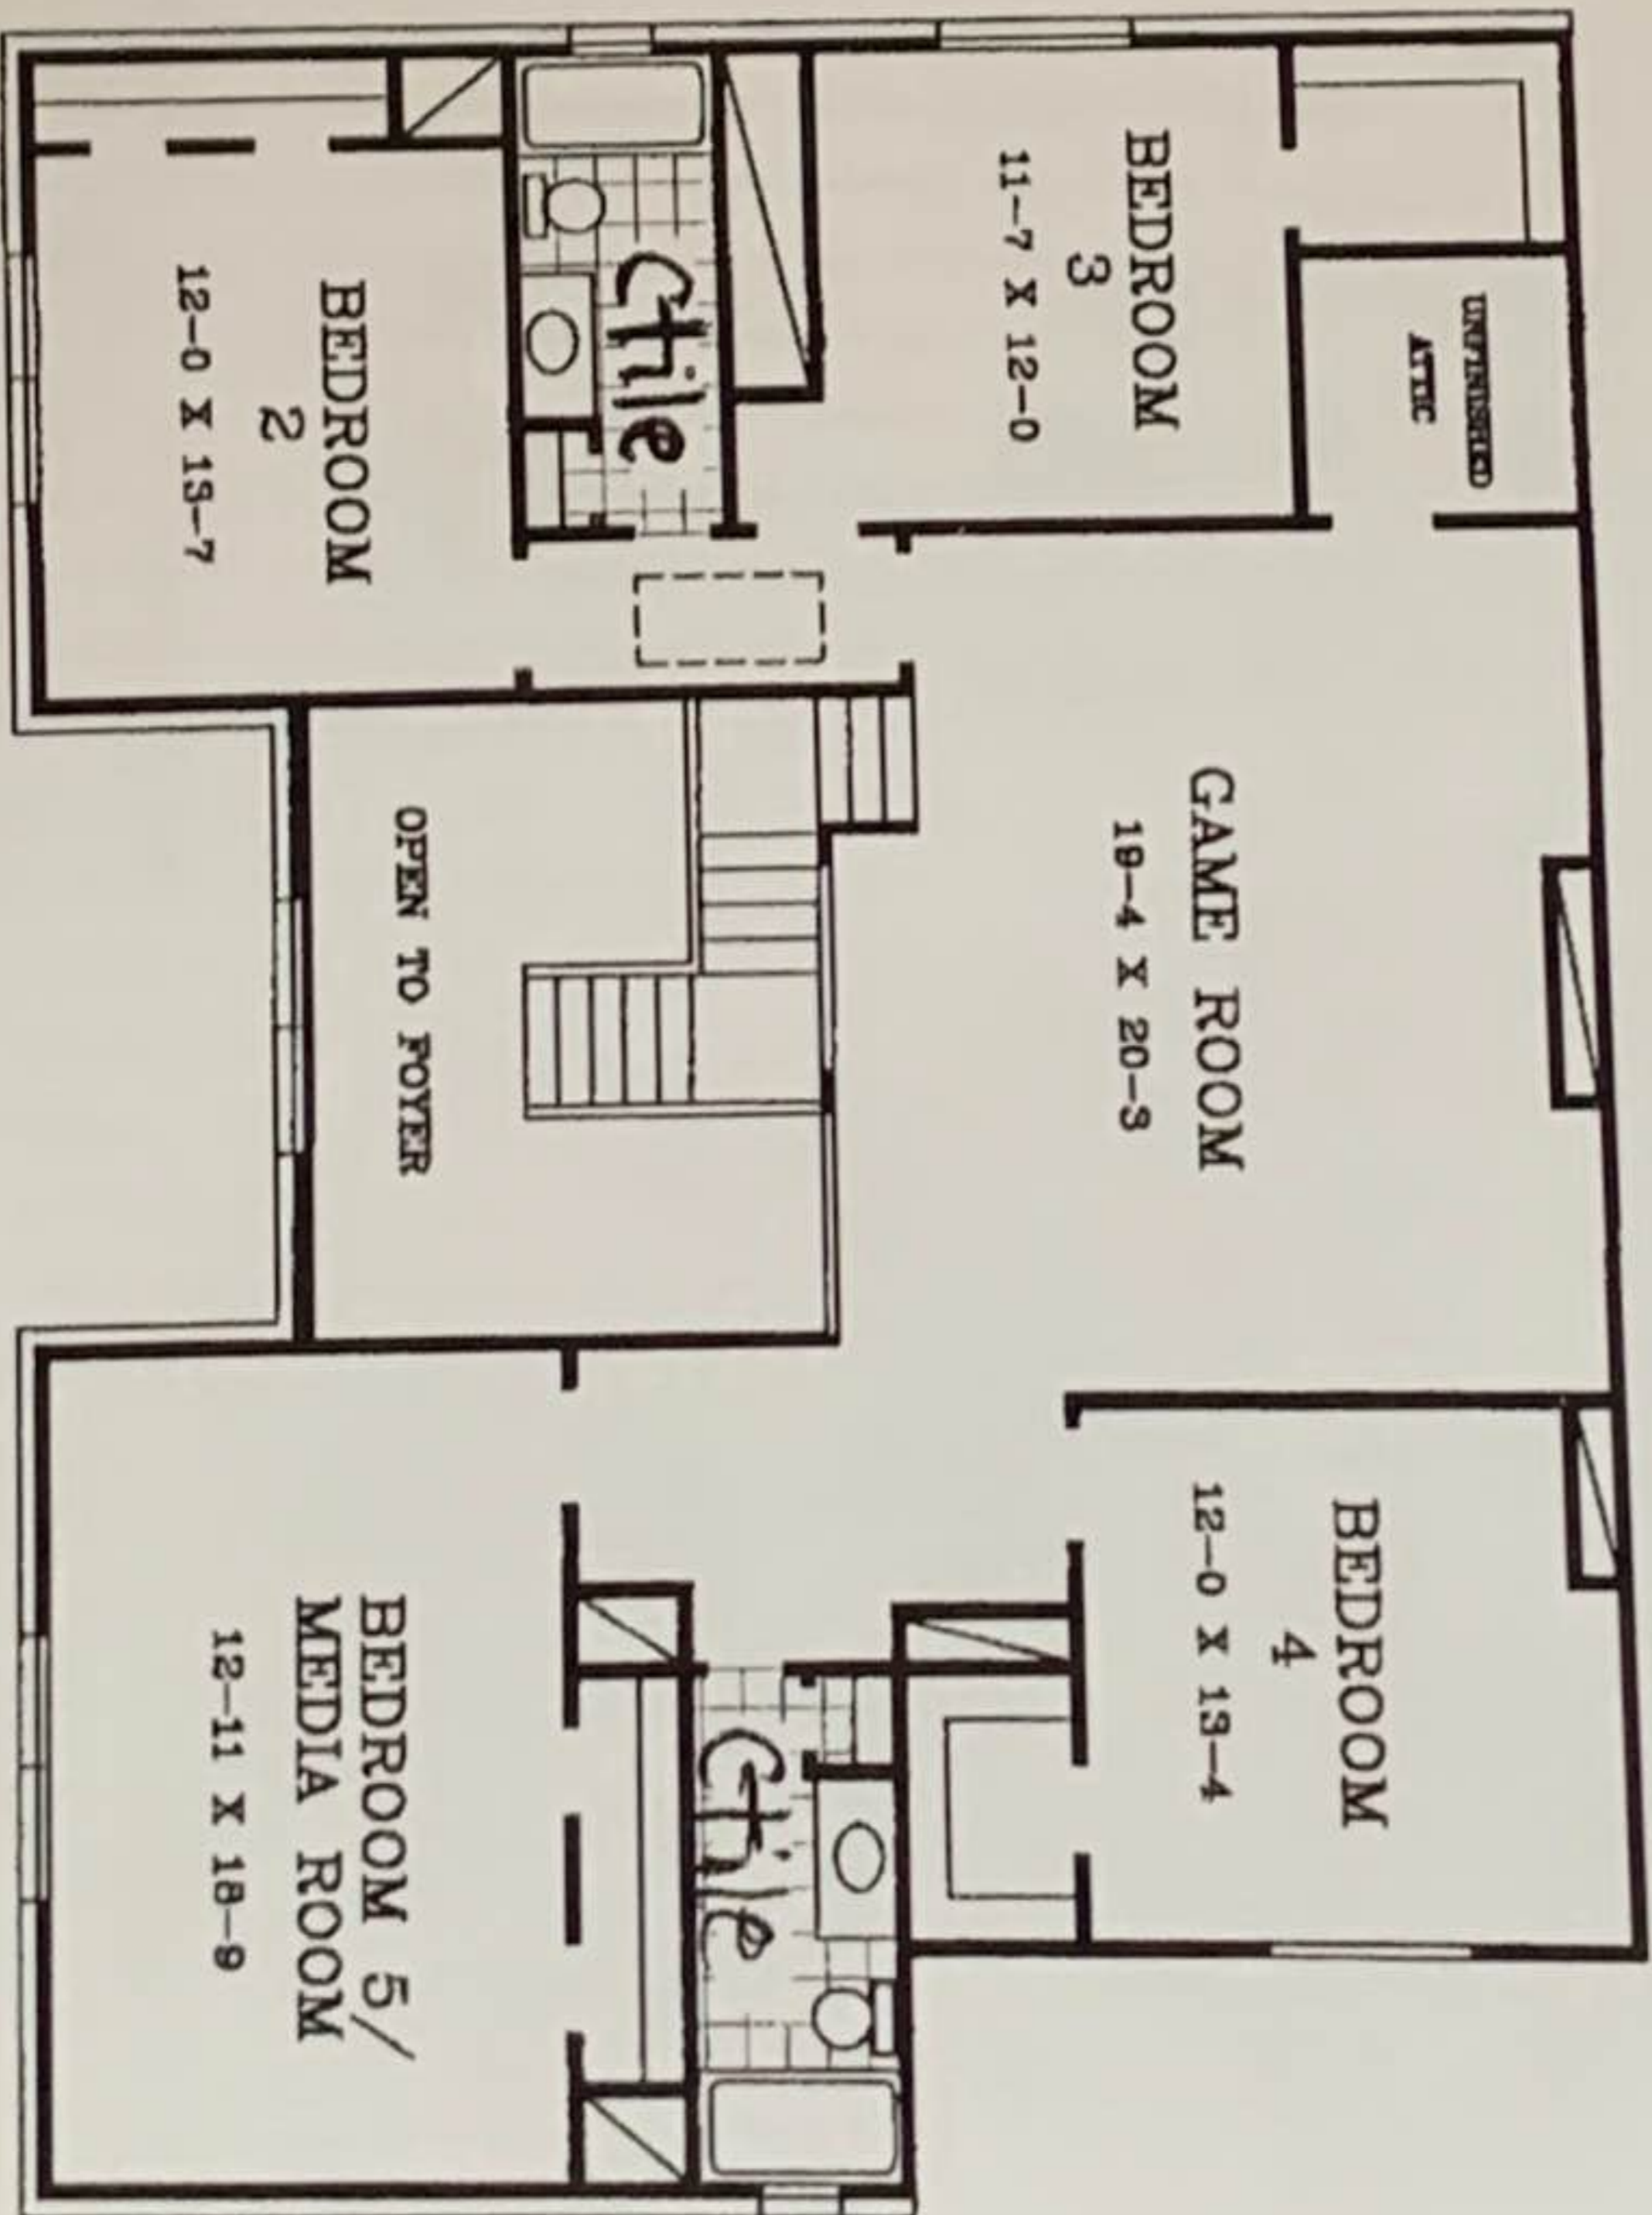 UNFINISHED
ATTIC
BEDROOM
4
12-0 X 13-4
GAME ROOM
19-4 X 20-3
BEDROOM
3
11-7 X 12-0
Ctile
Ctile
OPEN TO FOYER
BEDROOM 5/
MEDIA ROOM
12-11 X 18-9
BEDROOM
2
12-0 X 13-7